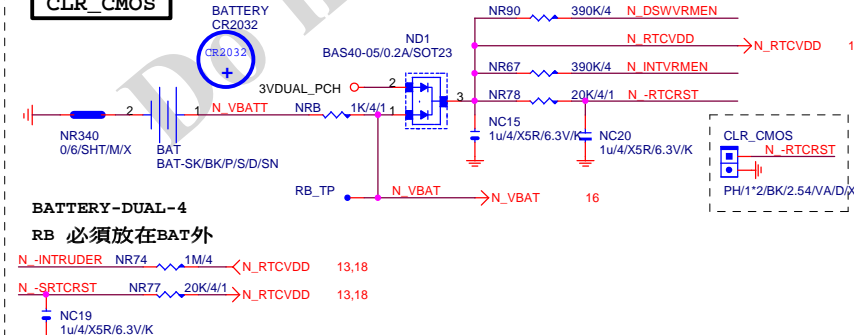 CLR_CMOS
BATTERY
CR2032
CR2032
+
Do n
NR90 390K/4 N_DSWVRMEN
ND1
BAS40-05/0.2A/SOT23
N_RTCVDD N_RTCVDD 1
3VDUAL_PCH 2
NR67 390K/4 N_INTVRMEN
3
NR78 20K/4/1 N_-RTCRST
2 1 N_VBATT NRB 1K/4/1 1
NR340
0/6/SHT/M/X
BAT
BAT-SK/BK/P/S/D/SN
NC15
1u/4/X5R/6.3V/K
NC20
1u/4/X5R/6.3V/K
CLR_CMOS
N_-RTCRST
PH/1*2/BK/2.54/VA/D/X
RB_TP N_VBAT N_VBAT 16
BATTERY-DUAL-4
RB 必須放在BAT外
N_-INTRUDER NR74 1M/4 N_RTCVDD 13,18
N_-SRTCRST NR77 20K/4/1 N_RTCVDD 13,18
NC19
1u/4/X5R/6.3V/K